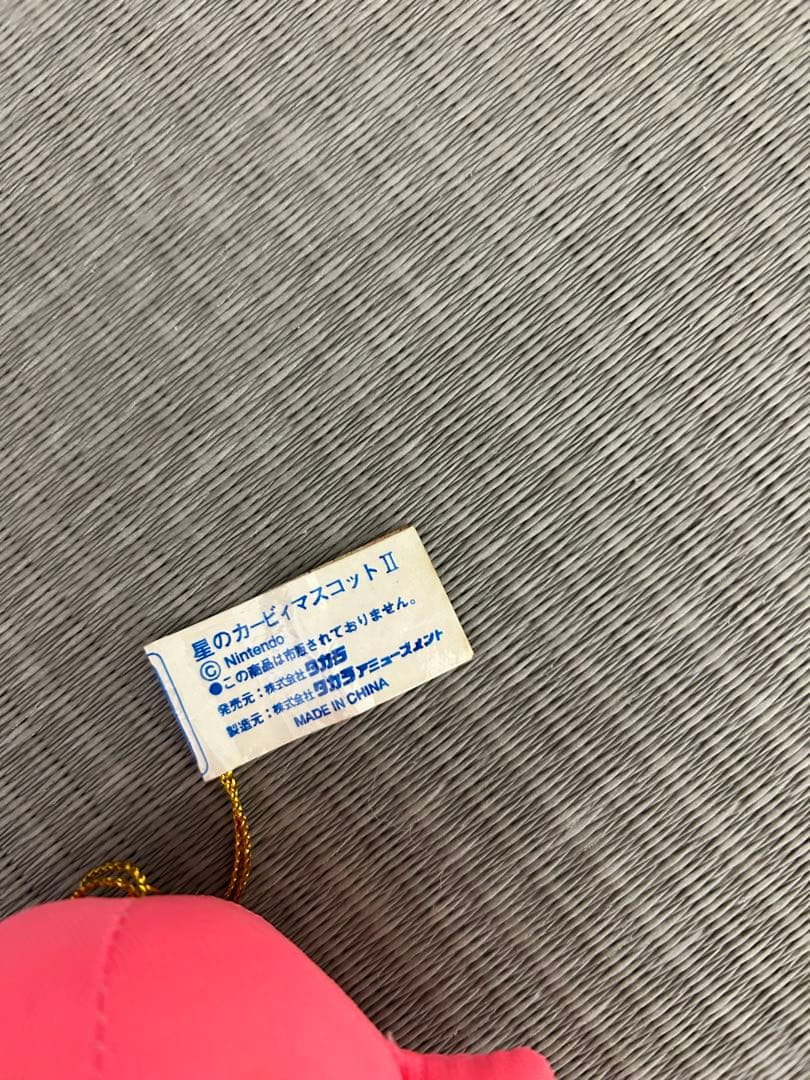 星のカービィマスコットⅡ
Ⓒ Nintendo
●この商品は市販されておりません。
発売元：株式会社タカラ
製造元：株式会社タカラアミューズメント
MADE IN CHINA